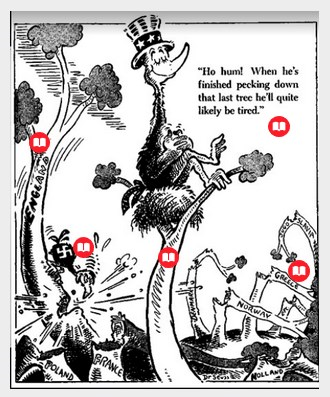 "Ho hum! When he's
finished pecking down
that last tree he'll quite
likely be tired."
ENGLAND
GREECE
NORWAY
POLAND
FRANCE
DR SEUSS
HOLLAND